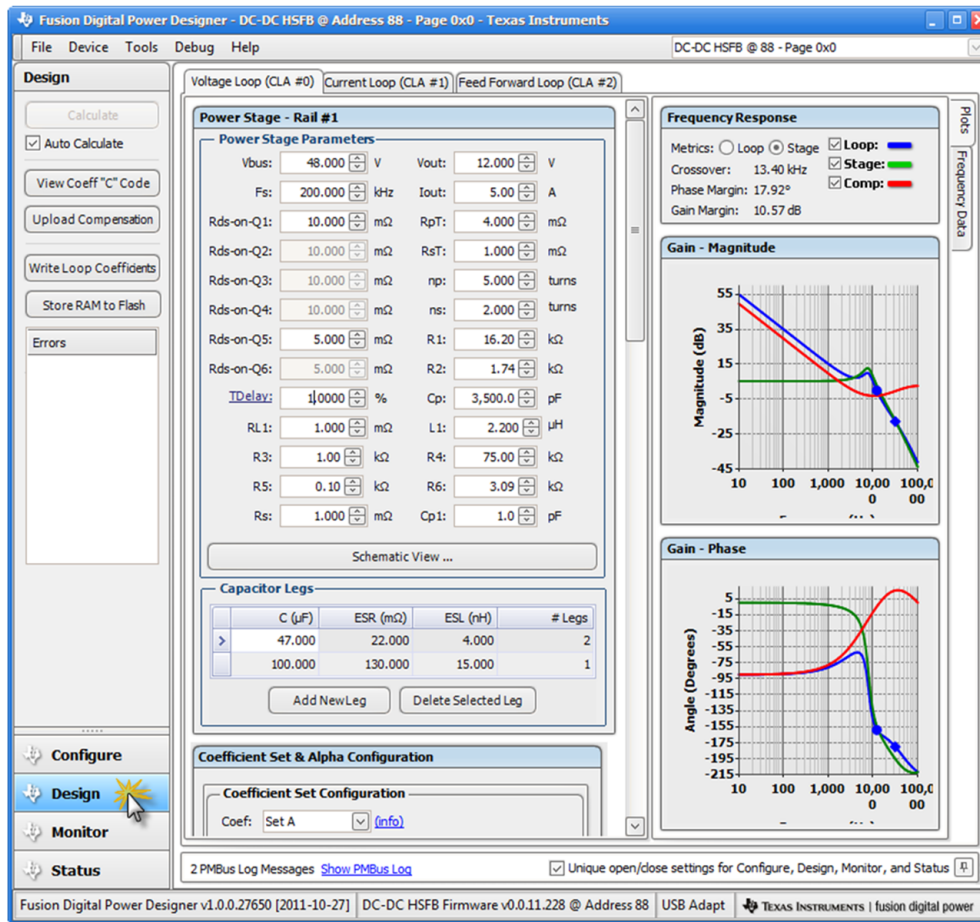 Fusion Digital Power Designer - DC-DC HSFB @ Address 88 - Page 0x0 - Texas Instruments
File Device Tools Debug Help
DC-DC HSFB @ 88 - Page 0x0
Design
Calculate
Auto Calculate
View Coeff "C" Code
Upload Compensation
Write Loop Coefficients
Store RAM to Flash
Errors
Configure
Design
Monitor
Status
Voltage Loop (CLA #0) Current Loop (CLA #1) Feed Forward Loop (CLA #2)
Power Stage - Rail #1
Power Stage Parameters
Vbus: 48.000 V Vout: 12.000 V
Fs: 200.000 kHz Iout: 5.00 A
Rds-on-Q1: 10.000 mΩ RpT: 4.000 mΩ
Rds-on-Q2: 10.000 mΩ RsT: 1.000 mΩ
Rds-on-Q3: 10.000 mΩ np: 5.000 turns
Rds-on-Q4: 10.000 mΩ ns: 2.000 turns
Rds-on-Q5: 5.000 mΩ R1: 16.20 kΩ
Rds-on-Q6: 5.000 mΩ R2: 1.74 kΩ
TDelay: 1.0000 % Cp: 3,500.0 pF
RL1: 1.000 mΩ L1: 2.200 μH
R3: 1.00 kΩ R4: 75.00 kΩ
R5: 0.10 kΩ R6: 3.09 kΩ
Rs: 1.000 mΩ Cp1: 1.0 pF
Schematic View ...
Capacitor Legs
C (μF) ESR (mΩ) ESL (nH) # Legs
47.000 22.000 4.000 2
100.000 130.000 15.000 1
Add New Leg Delete Selected Leg
Coefficient Set & Alpha Configuration
Coefficient Set Configuration
Coef: Set A (info)
Frequency Response
Metrics: Loop Stage Loop:
Crossover: 13.40 kHz Stage:
Phase Margin: 17.92° Comp:
Gain Margin: 10.57 dB
Plots
Frequency Data
Gain - Magnitude
Magnitude (dB)
55
35
15
-5
-25
-45
10 100 1,000 10,000 100,000
Gain - Phase
Angle (Degrees)
5
-15
-35
-55
-75
-95
-115
-135
-155
-175
-195
-215
10 100 1,000 10,000 100,000
2 PMBus Log Messages Show PMBus Log Unique open/close settings for Configure, Design, Monitor, and Status
Fusion Digital Power Designer v1.0.0.27650 [2011-10-27] DC-DC HSFB Firmware v0.0.11.228 @ Address 88 USB Adapt TEXAS INSTRUMENTS | fusion digital power